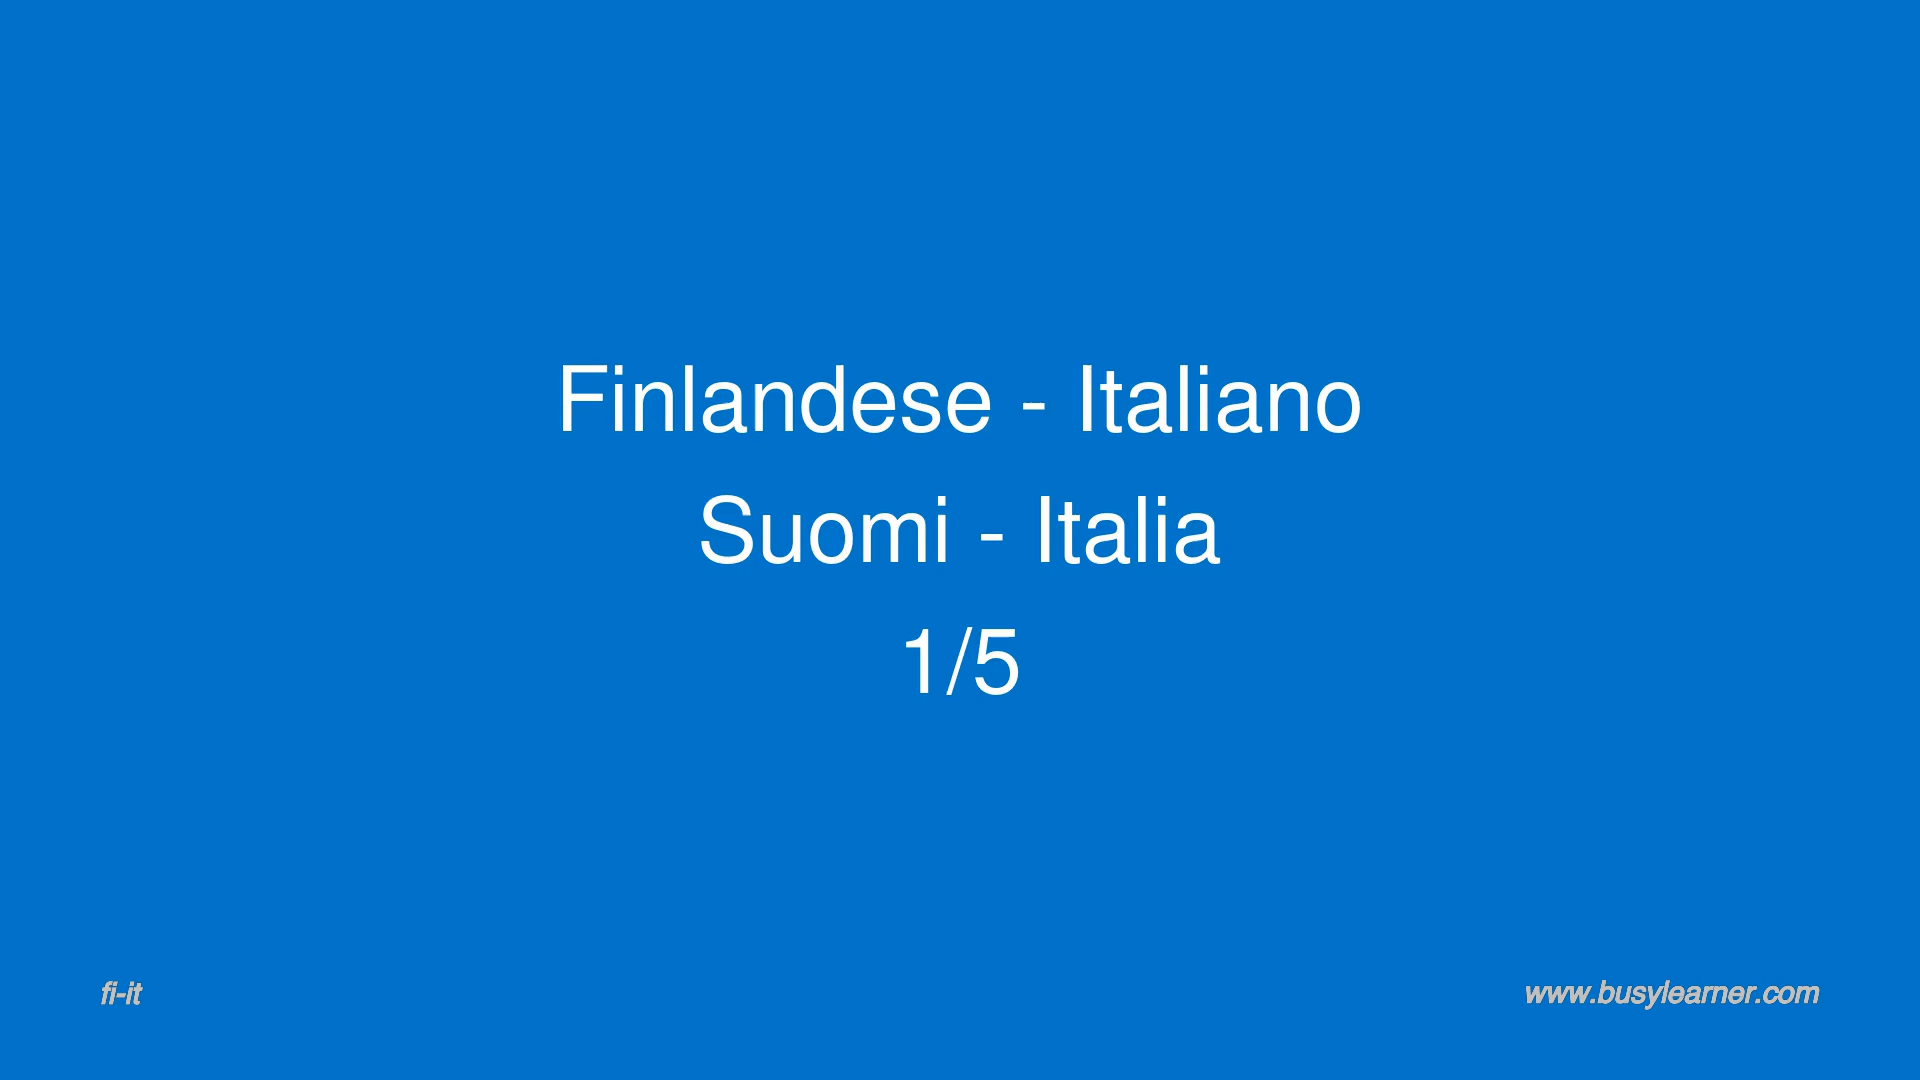 Finlandese - Italiano
Suomi - Italia
1/5
fi-it
www.busylearner.com